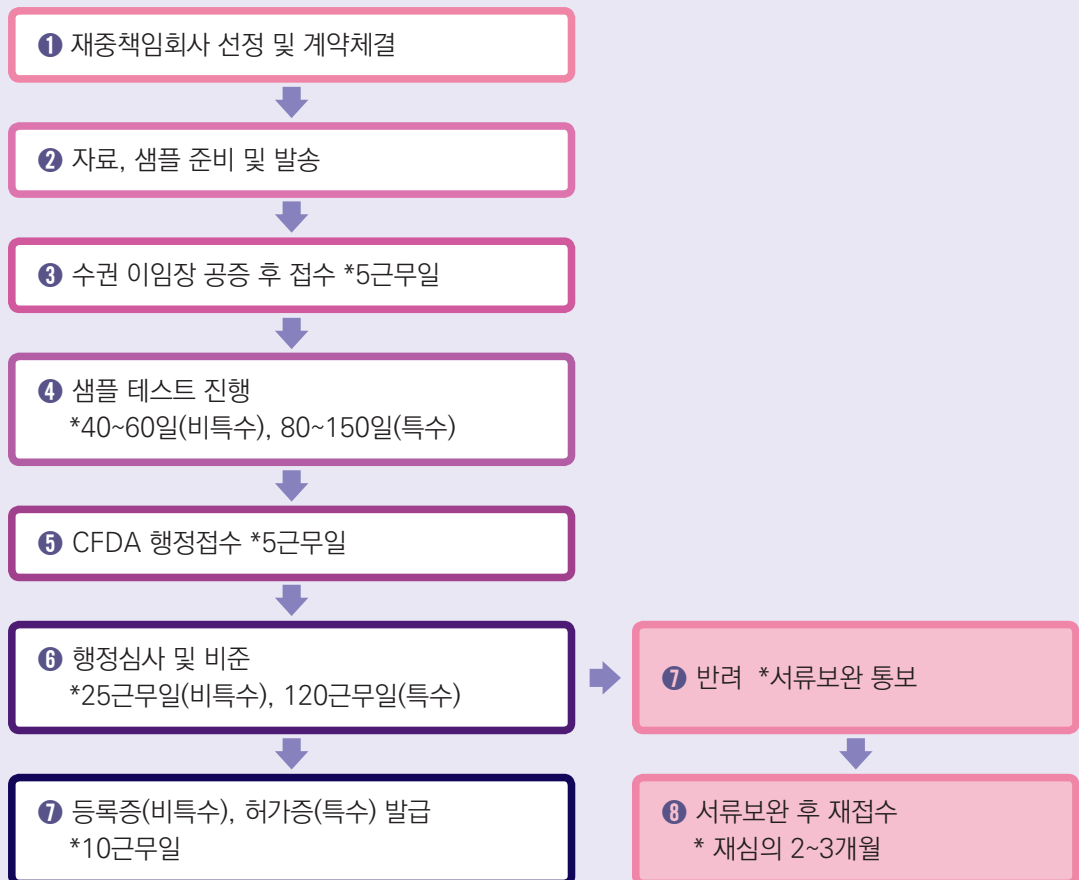 ❶ 재중책임회사 선정 및 계약체결
❷ 자료, 샘플 준비 및 발송
❸ 수권 이임장 공증 후 접수 *5근무일
❹ 샘플 테스트 진행
*40~60일(비특수), 80~150일(특수)
❺ CFDA 행정접수 *5근무일
❻ 행정심사 및 비준
*25근무일(비특수), 120근무일(특수)
❼ 반려 *서류보완 통보
❼ 등록증(비특수), 허가증(특수) 발급
*10근무일
❽ 서류보완 후 재접수
* 재심의 2~3개월